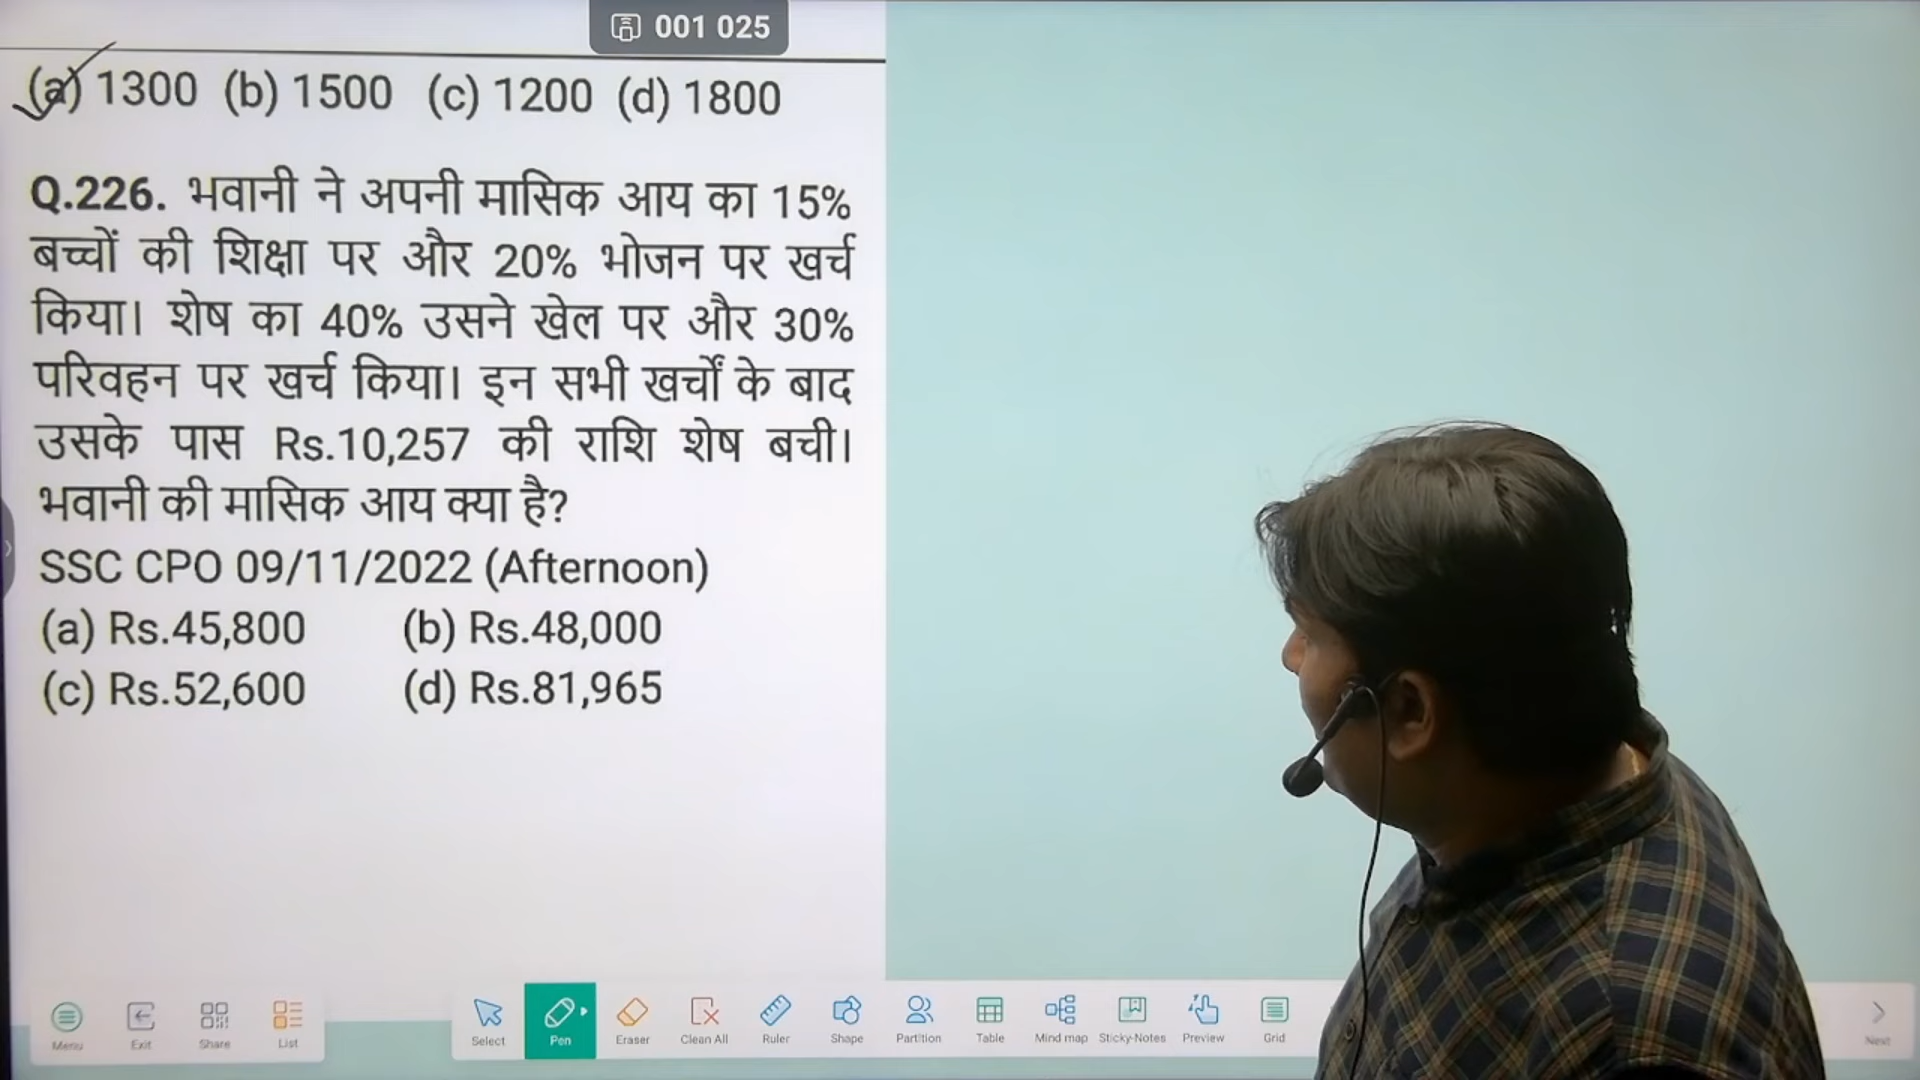 001 025
(a) 1300 (b) 1500 (c) 1200 (d) 1800
Q.226. भवानी ने अपनी मासिक आय का 15%
बच्चों की शिक्षा पर और 20% भोजन पर खर्च
किया। शेष का 40% उसने खेल पर और 30%
परिवहन पर खर्च किया। इन सभी खर्चों के बाद
उसके पास Rs.10,257 की राशि शेष बची।
भवानी की मासिक आय क्या है?
SSC CPO 09/11/2022 (Afternoon)
(a) Rs.45,800 (b) Rs.48,000
(c) Rs.52,600 (d) Rs.81,965
Menu Exit Share List Select Pen Eraser Clean All Ruler Shape Partition Table Mind map Sticky-Notes Preview Grid Next